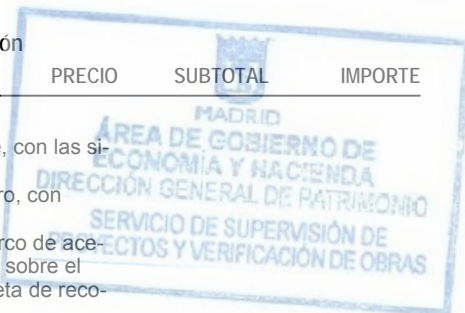 ón
PRECIO SUBTOTAL IMPORTE
MADRID
ÁREA DE GOBIERNO DE
, con las si-
ECONOMÍA Y HACIENDA
DIRECCIÓN GENERAL DE PATRIMONIO
ro, con
SERVICIO DE SUPERVISIÓN DE
rco de ace-
PROYECTOS Y VERIFICACIÓN DE OBRAS
sobre el
eta de reco-